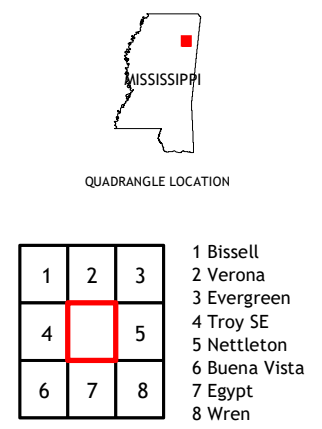 MISSISSIPPI
QUADRANGLE LOCATION
1 2 3
4 5
6 7 8
1 Bissell
2 Verona
3 Evergreen
4 Troy SE
5 Nettleton
6 Buena Vista
7 Egypt
8 Wren